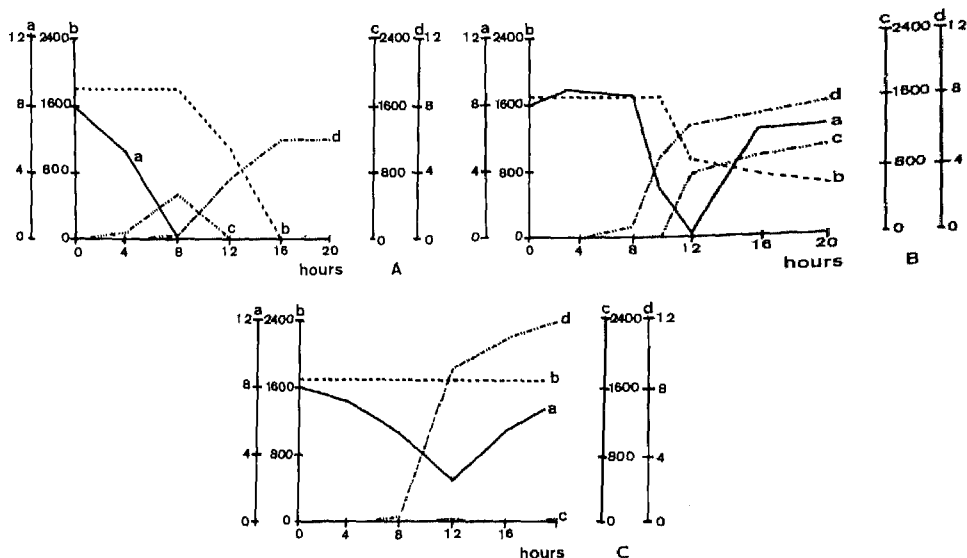 a b c d a b c d
12 2400 2400 12 12 2400 2400 12
8 1600 1600 8 8 1600 1600 8
d
a
c
a d
4 800 800 4 4 800 800 4
b
c b
0 0 0 0 0 0 0 0
0 4 8 12 16 20 0 4 8 12 16 20
hours A hours B
a b c d
12 2400 2400 12
d
8 1600 b 1600 8
a
4 800 800 4
0 0 c 0 0
0 4 8 12 16
hours C